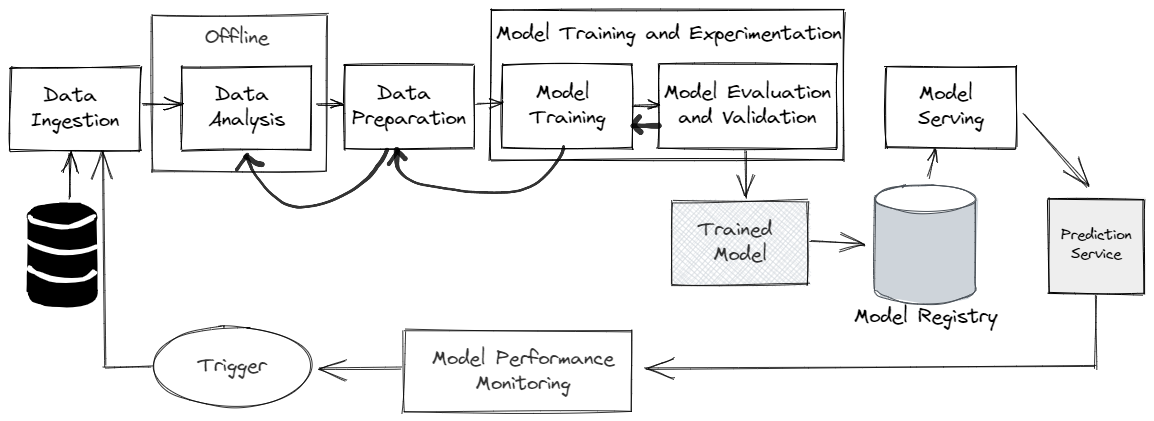 Offline
Model Training and Experimentation
Data
Ingestion
Data
Analysis
Data
Preparation
Model
Training
Model Evaluation
and Validation
Model
Serving
Trained
Model
Prediction
Service
Model Registry
Trigger
Model Performance
Monitoring